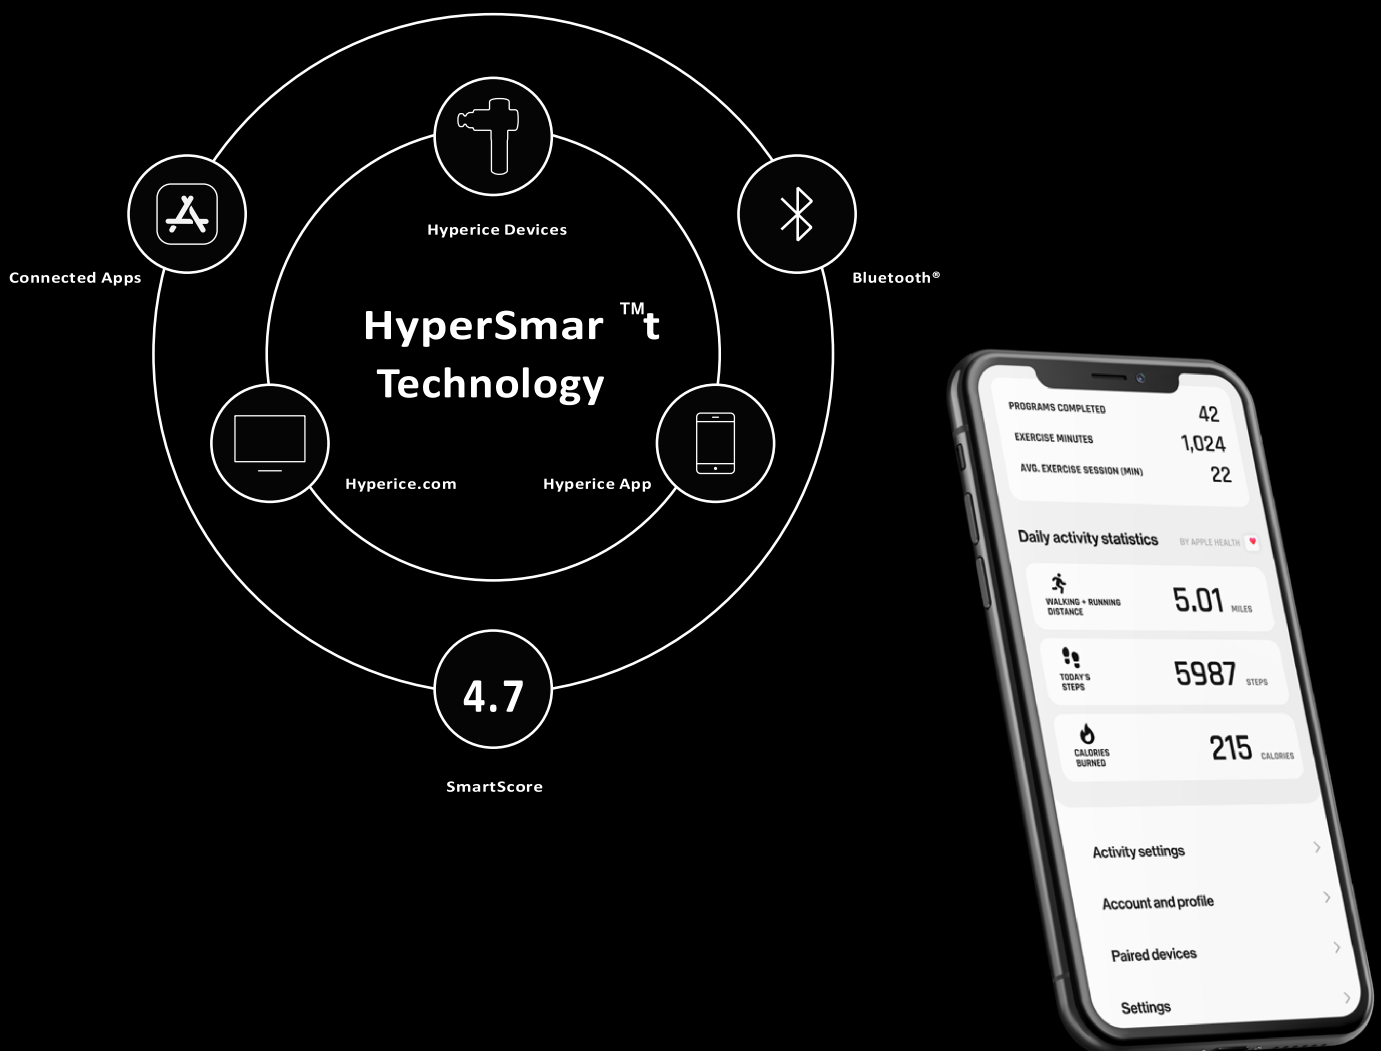 Hyperice Devices
Connected Apps
Bluetooth®
HyperSmar ™t
Technology
Hyperice.com
Hyperice App
4.7
SmartScore
PROGRAMS COMPLETED 42
EXERCISE MINUTES 1,024
AVG. EXERCISE SESSION (MIN) 22
Daily activity statistics BY APPLE HEALTH
WALKING + RUNNING
DISTANCE
5.01 MILES
TODAY'S
STEPS
5987 STEPS
CALORIES
BURNED
215 CALORIES
Activity settings
Account and profile
Paired devices
Settings